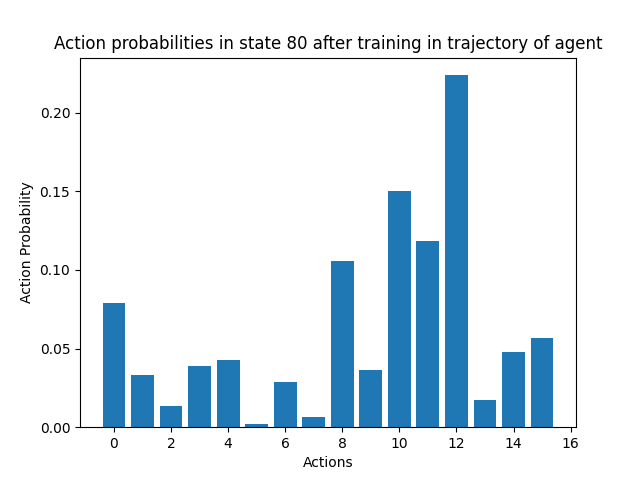 Action probabilities in state 80 after training in trajectory of agent
Action Probability
0.20
0.15
0.10
0.05
0.00
0 2 4 6 8 10 12 14 16
Actions